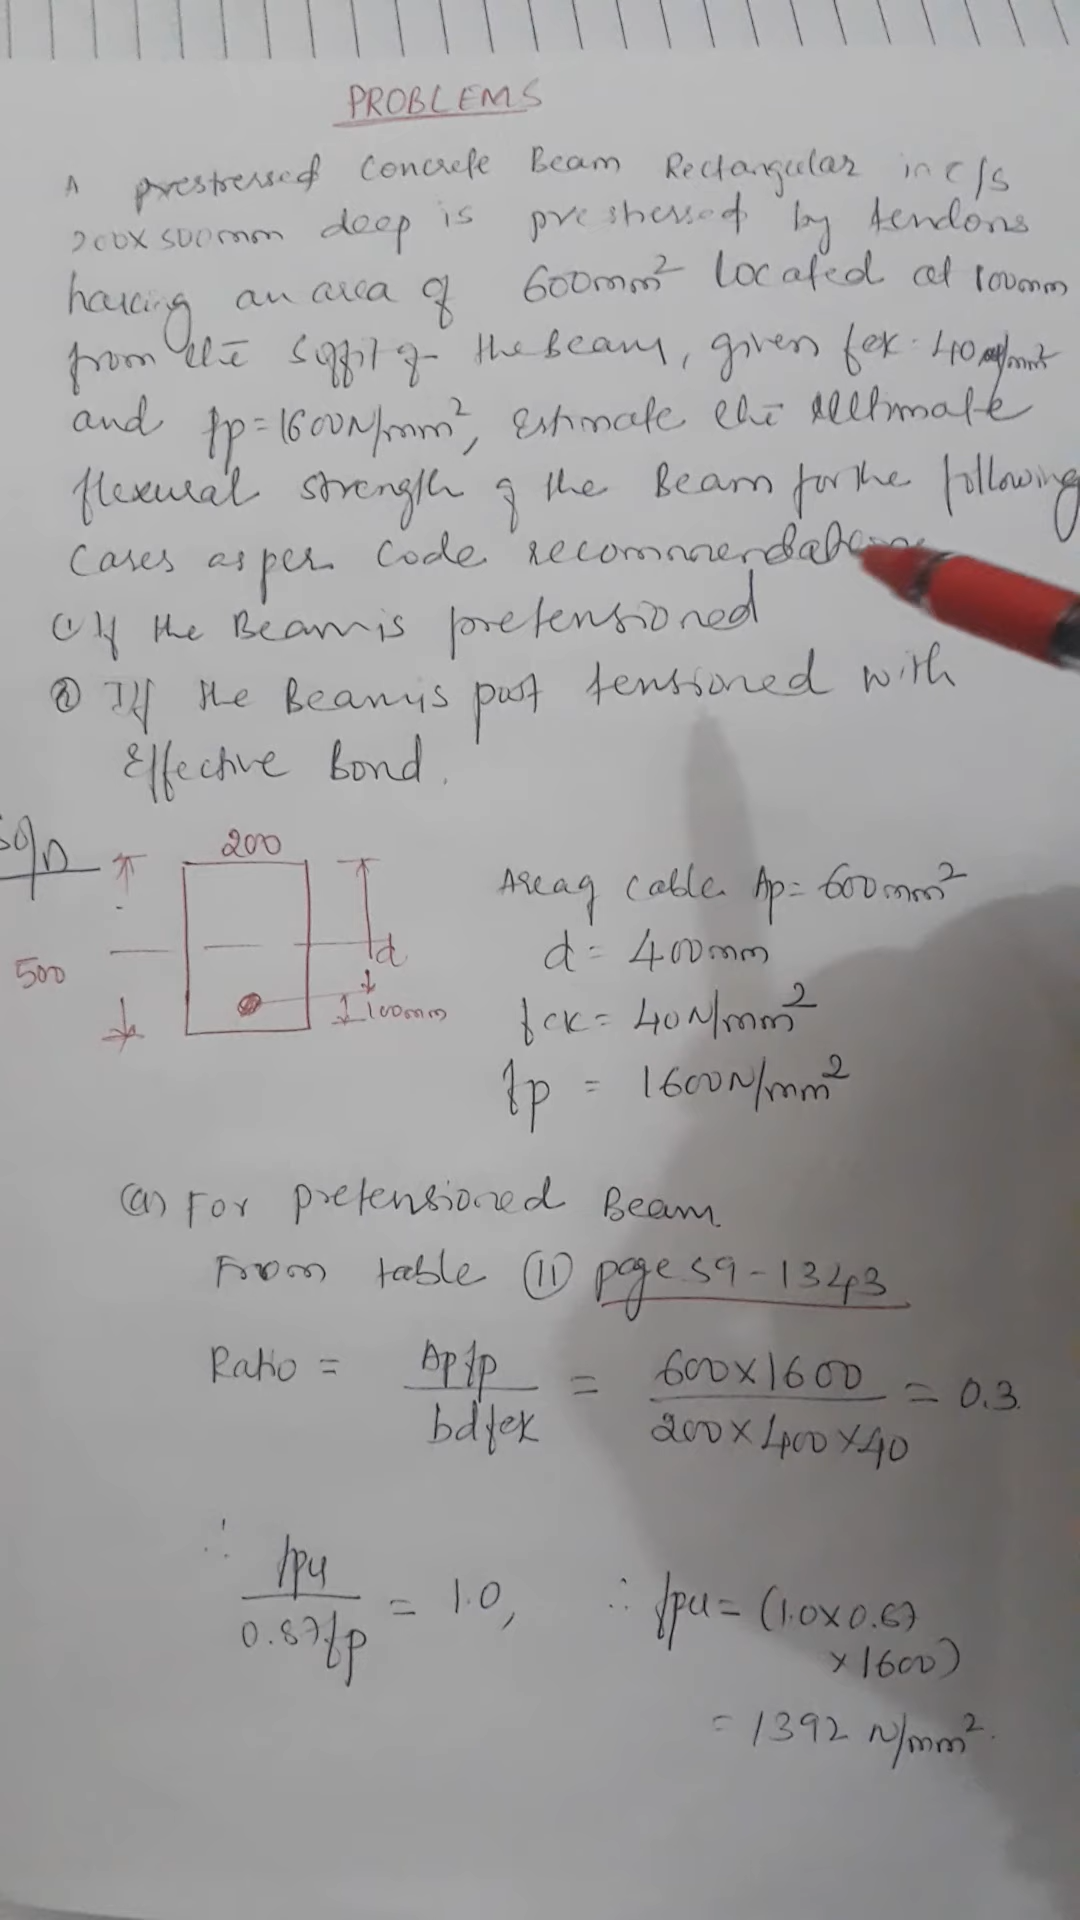 PROBLEMS
A prestressed Concrete Beam Rectangular in c/s
200x500mm deep is prestressed by tendons
having an area of 600mm² Located at 100mm
from the soffit of the Beam, given fck = 40N/mm²
and fp=1600N/mm², Estimate the Ultimate
flexural strength of the Beam for the following
Cases as per Code recommendations
(1) If the Beam is pretensioned
(2) If the Beam is post tensioned with
Effective Bond.
Soln
200
500
d
100mm
Area of Cable Ap = 600mm²
d = 400mm
fck = 40N/mm²
fp = 1600N/mm²
(a) For pretensioned Beam
From table (11) page 59-1343
Ratio = Apfp / bdfck = 600x1600 / 200x400x40 = 0.3
∴ fpu / 0.87fp = 1.0, ∴ fpu = (1.0x0.87
x1600)
= 1392 N/mm².